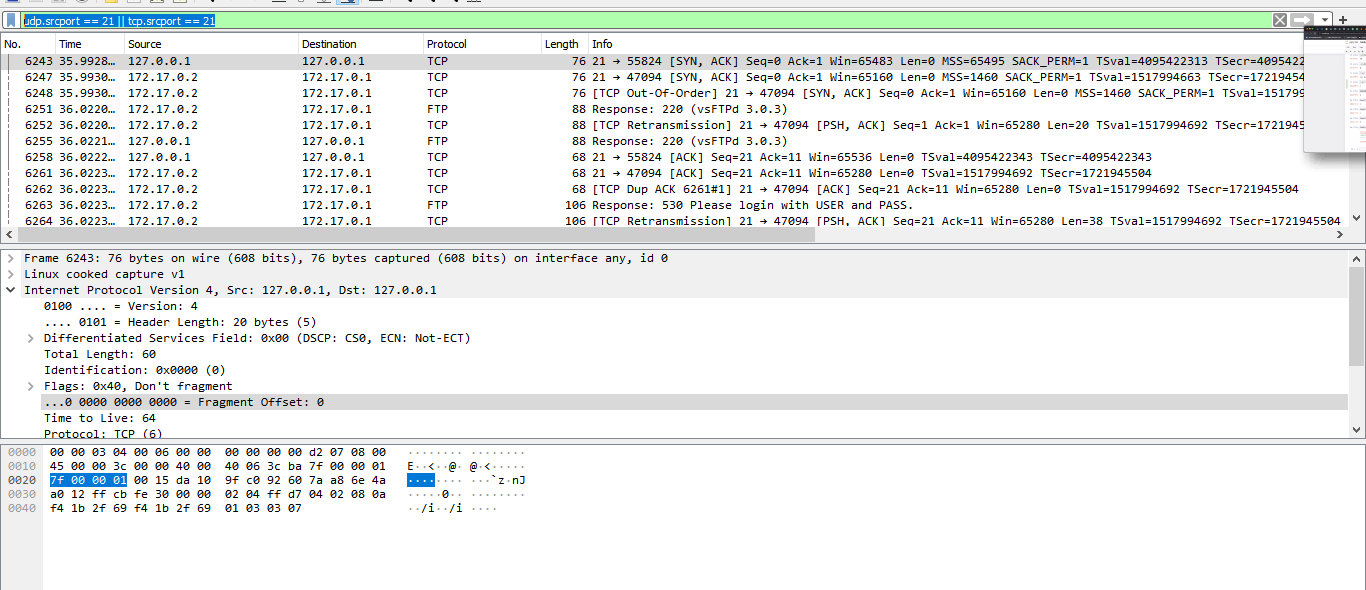 udp.srcport == 21 || tcp.srcport == 21
No. Time Source Destination Protocol Length Info
6243 35.9928… 127.0.0.1 127.0.0.1 TCP 76 21 → 55824 [SYN, ACK] Seq=0 Ack=1 Win=65483 Len=0 MSS=65495 SACK_PERM=1 TSval=4095422313 TSecr=409542
6247 35.9930… 172.17.0.2 172.17.0.1 TCP 76 21 → 47094 [SYN, ACK] Seq=0 Ack=1 Win=65160 Len=0 MSS=1460 SACK_PERM=1 TSval=1517994663 TSecr=17219454
6248 35.9930… 172.17.0.2 172.17.0.1 TCP 76 [TCP Out-Of-Order] 21 → 47094 [SYN, ACK] Seq=0 Ack=1 Win=65160 Len=0 MSS=1460 SACK_PERM=1 TSval=151799
6251 36.0220… 172.17.0.2 172.17.0.1 FTP 88 Response: 220 (vsFTPd 3.0.3)
6252 36.0220… 172.17.0.2 172.17.0.1 TCP 88 [TCP Retransmission] 21 → 47094 [PSH, ACK] Seq=1 Ack=1 Win=65280 Len=20 TSval=1517994692 TSecr=1721945
6255 36.0221… 127.0.0.1 127.0.0.1 FTP 88 Response: 220 (vsFTPd 3.0.3)
6258 36.0222… 127.0.0.1 127.0.0.1 TCP 68 21 → 55824 [ACK] Seq=21 Ack=11 Win=65536 Len=0 TSval=4095422343 TSecr=4095422343
6261 36.0223… 172.17.0.2 172.17.0.1 TCP 68 21 → 47094 [ACK] Seq=21 Ack=11 Win=65280 Len=0 TSval=1517994692 TSecr=1721945504
6262 36.0223… 172.17.0.2 172.17.0.1 TCP 68 [TCP Dup ACK 6261#1] 21 → 47094 [ACK] Seq=21 Ack=11 Win=65280 Len=0 TSval=1517994692 TSecr=1721945504
6263 36.0223… 172.17.0.2 172.17.0.1 FTP 106 Response: 530 Please login with USER and PASS.
6264 36.0223… 172.17.0.2 172.17.0.1 TCP 106 [TCP Retransmission] 21 → 47094 [PSH, ACK] Seq=21 Ack=11 Win=65280 Len=38 TSval=1517994692 TSecr=1721945504
Frame 6243: 76 bytes on wire (608 bits), 76 bytes captured (608 bits) on interface any, id 0
Linux cooked capture v1
Internet Protocol Version 4, Src: 127.0.0.1, Dst: 127.0.0.1
0100 .... = Version: 4
.... 0101 = Header Length: 20 bytes (5)
Differentiated Services Field: 0x00 (DSCP: CS0, ECN: Not-ECT)
Total Length: 60
Identification: 0x0000 (0)
Flags: 0x40, Don't fragment
...0 0000 0000 0000 = Fragment Offset: 0
Time to Live: 64
Protocol: TCP (6)
0000 00 00 03 04 00 06 00 00 00 00 00 00 d2 07 08 00 ········ ········
0010 45 00 00 3c 00 00 40 00 40 06 3c ba 7f 00 00 01 E··<··@· @·<·····
0020 7f 00 00 01 00 15 da 10 9f c0 92 60 7a a8 6e 4a ········ ···`z·nJ
0030 a0 12 ff cb fe 30 00 00 02 04 ff d7 04 02 08 0a ·····0·· ········
0040 f4 1b 2f 69 f4 1b 2f 69 01 03 03 07 ··/i··/i ····